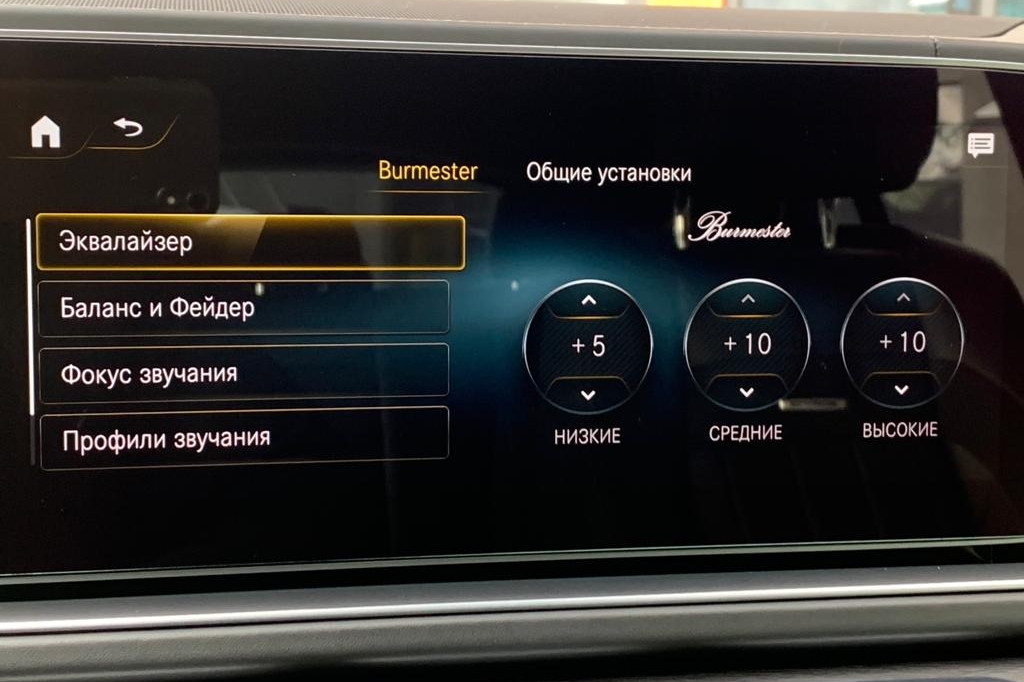 Burmester Общие установки
Burmester
Эквалайзер
Баланс и Фейдер
Фокус звучания
Профили звучания
+5 +10 +10
НИЗКИЕ СРЕДНИЕ ВЫСОКИЕ